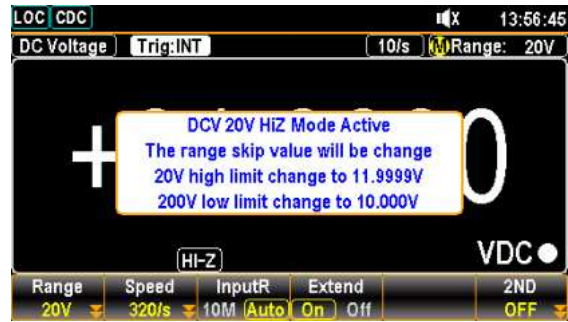 LOC CDC 13:56:45
DC Voltage Trig:INT 10/s M Range: 20V
DCV 20V HiZ Mode Active
The range skip value will be change
20V high limit change to 11.9999V
200V low limit change to 10.000V
HI-Z VDC
Range Speed InputR Extend 2ND
20V 320/s 10M Auto On Off OFF